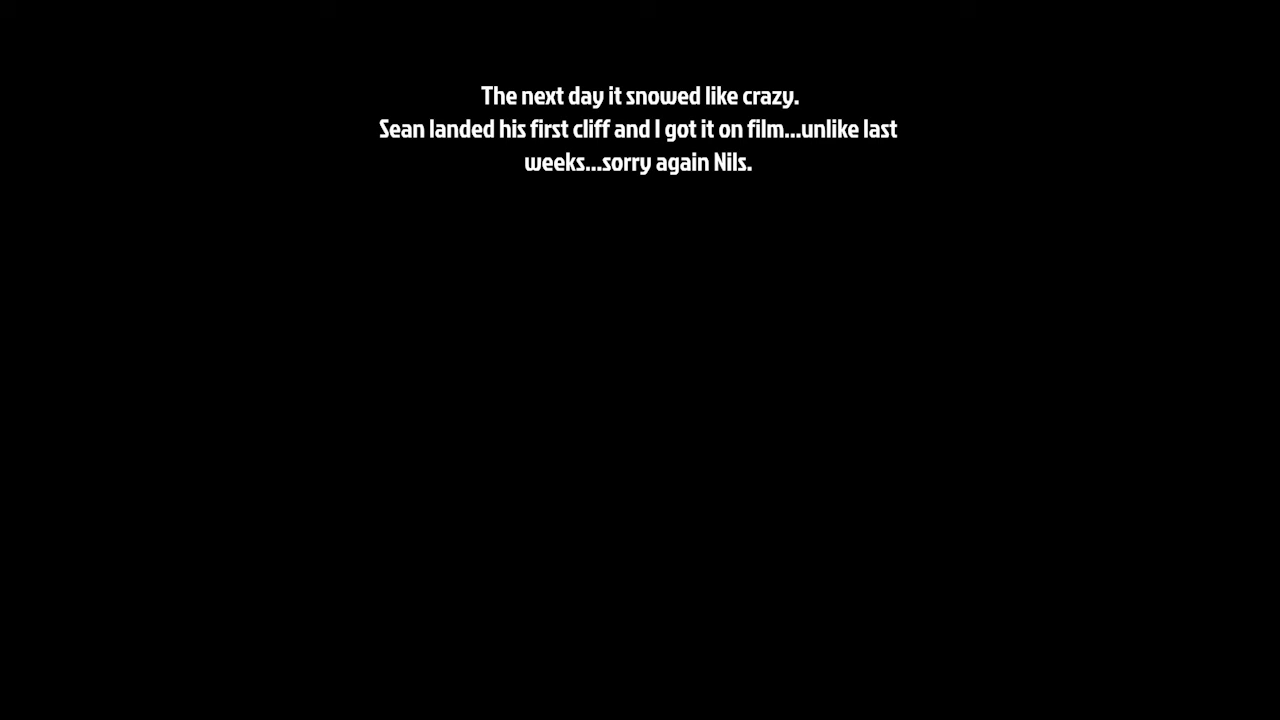 The next day it snowed like crazy.
Sean landed his first cliff and I got it on film...unlike last
weeks...sorry again Nils.